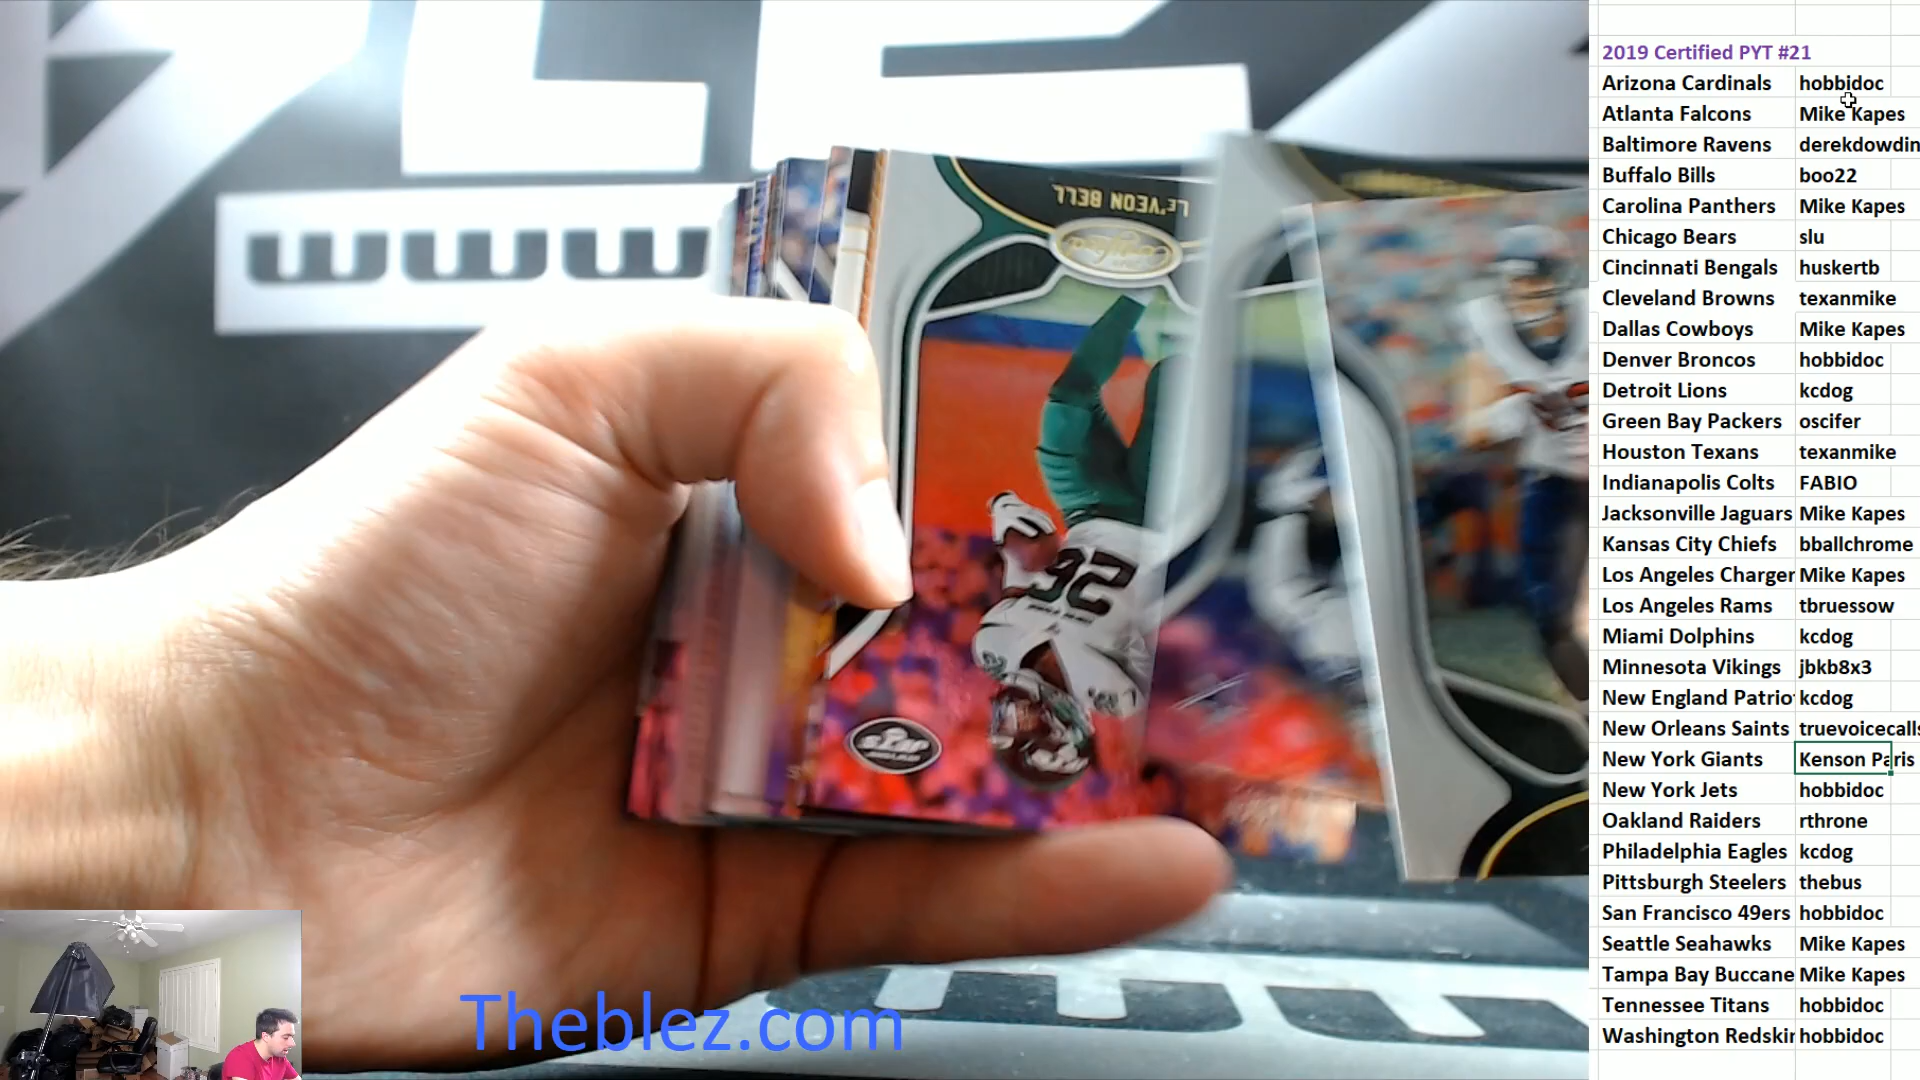 LE'VEON BELL
26
www
Theblez.com
2019 Certified PYT #21
Arizona Cardinals hobbidoc
Atlanta Falcons Mike Kapes
Baltimore Ravens derekdowdin
Buffalo Bills boo22
Carolina Panthers Mike Kapes
Chicago Bears slu
Cincinnati Bengals huskertb
Cleveland Browns texanmike
Dallas Cowboys Mike Kapes
Denver Broncos hobbidoc
Detroit Lions kcdog
Green Bay Packers oscifer
Houston Texans texanmike
Indianapolis Colts FABIO
Jacksonville Jaguars Mike Kapes
Kansas City Chiefs bballchrome
Los Angeles Charger Mike Kapes
Los Angeles Rams tbruessow
Miami Dolphins kcdog
Minnesota Vikings jbkb8x3
New England Patrio kcdog
New Orleans Saints truevoicecalls
New York Giants Kenson Paris
New York Jets hobbidoc
Oakland Raiders rthrone
Philadelphia Eagles kcdog
Pittsburgh Steelers thebus
San Francisco 49ers hobbidoc
Seattle Seahawks Mike Kapes
Tampa Bay Buccane Mike Kapes
Tennessee Titans hobbidoc
Washington Redskin hobbidoc